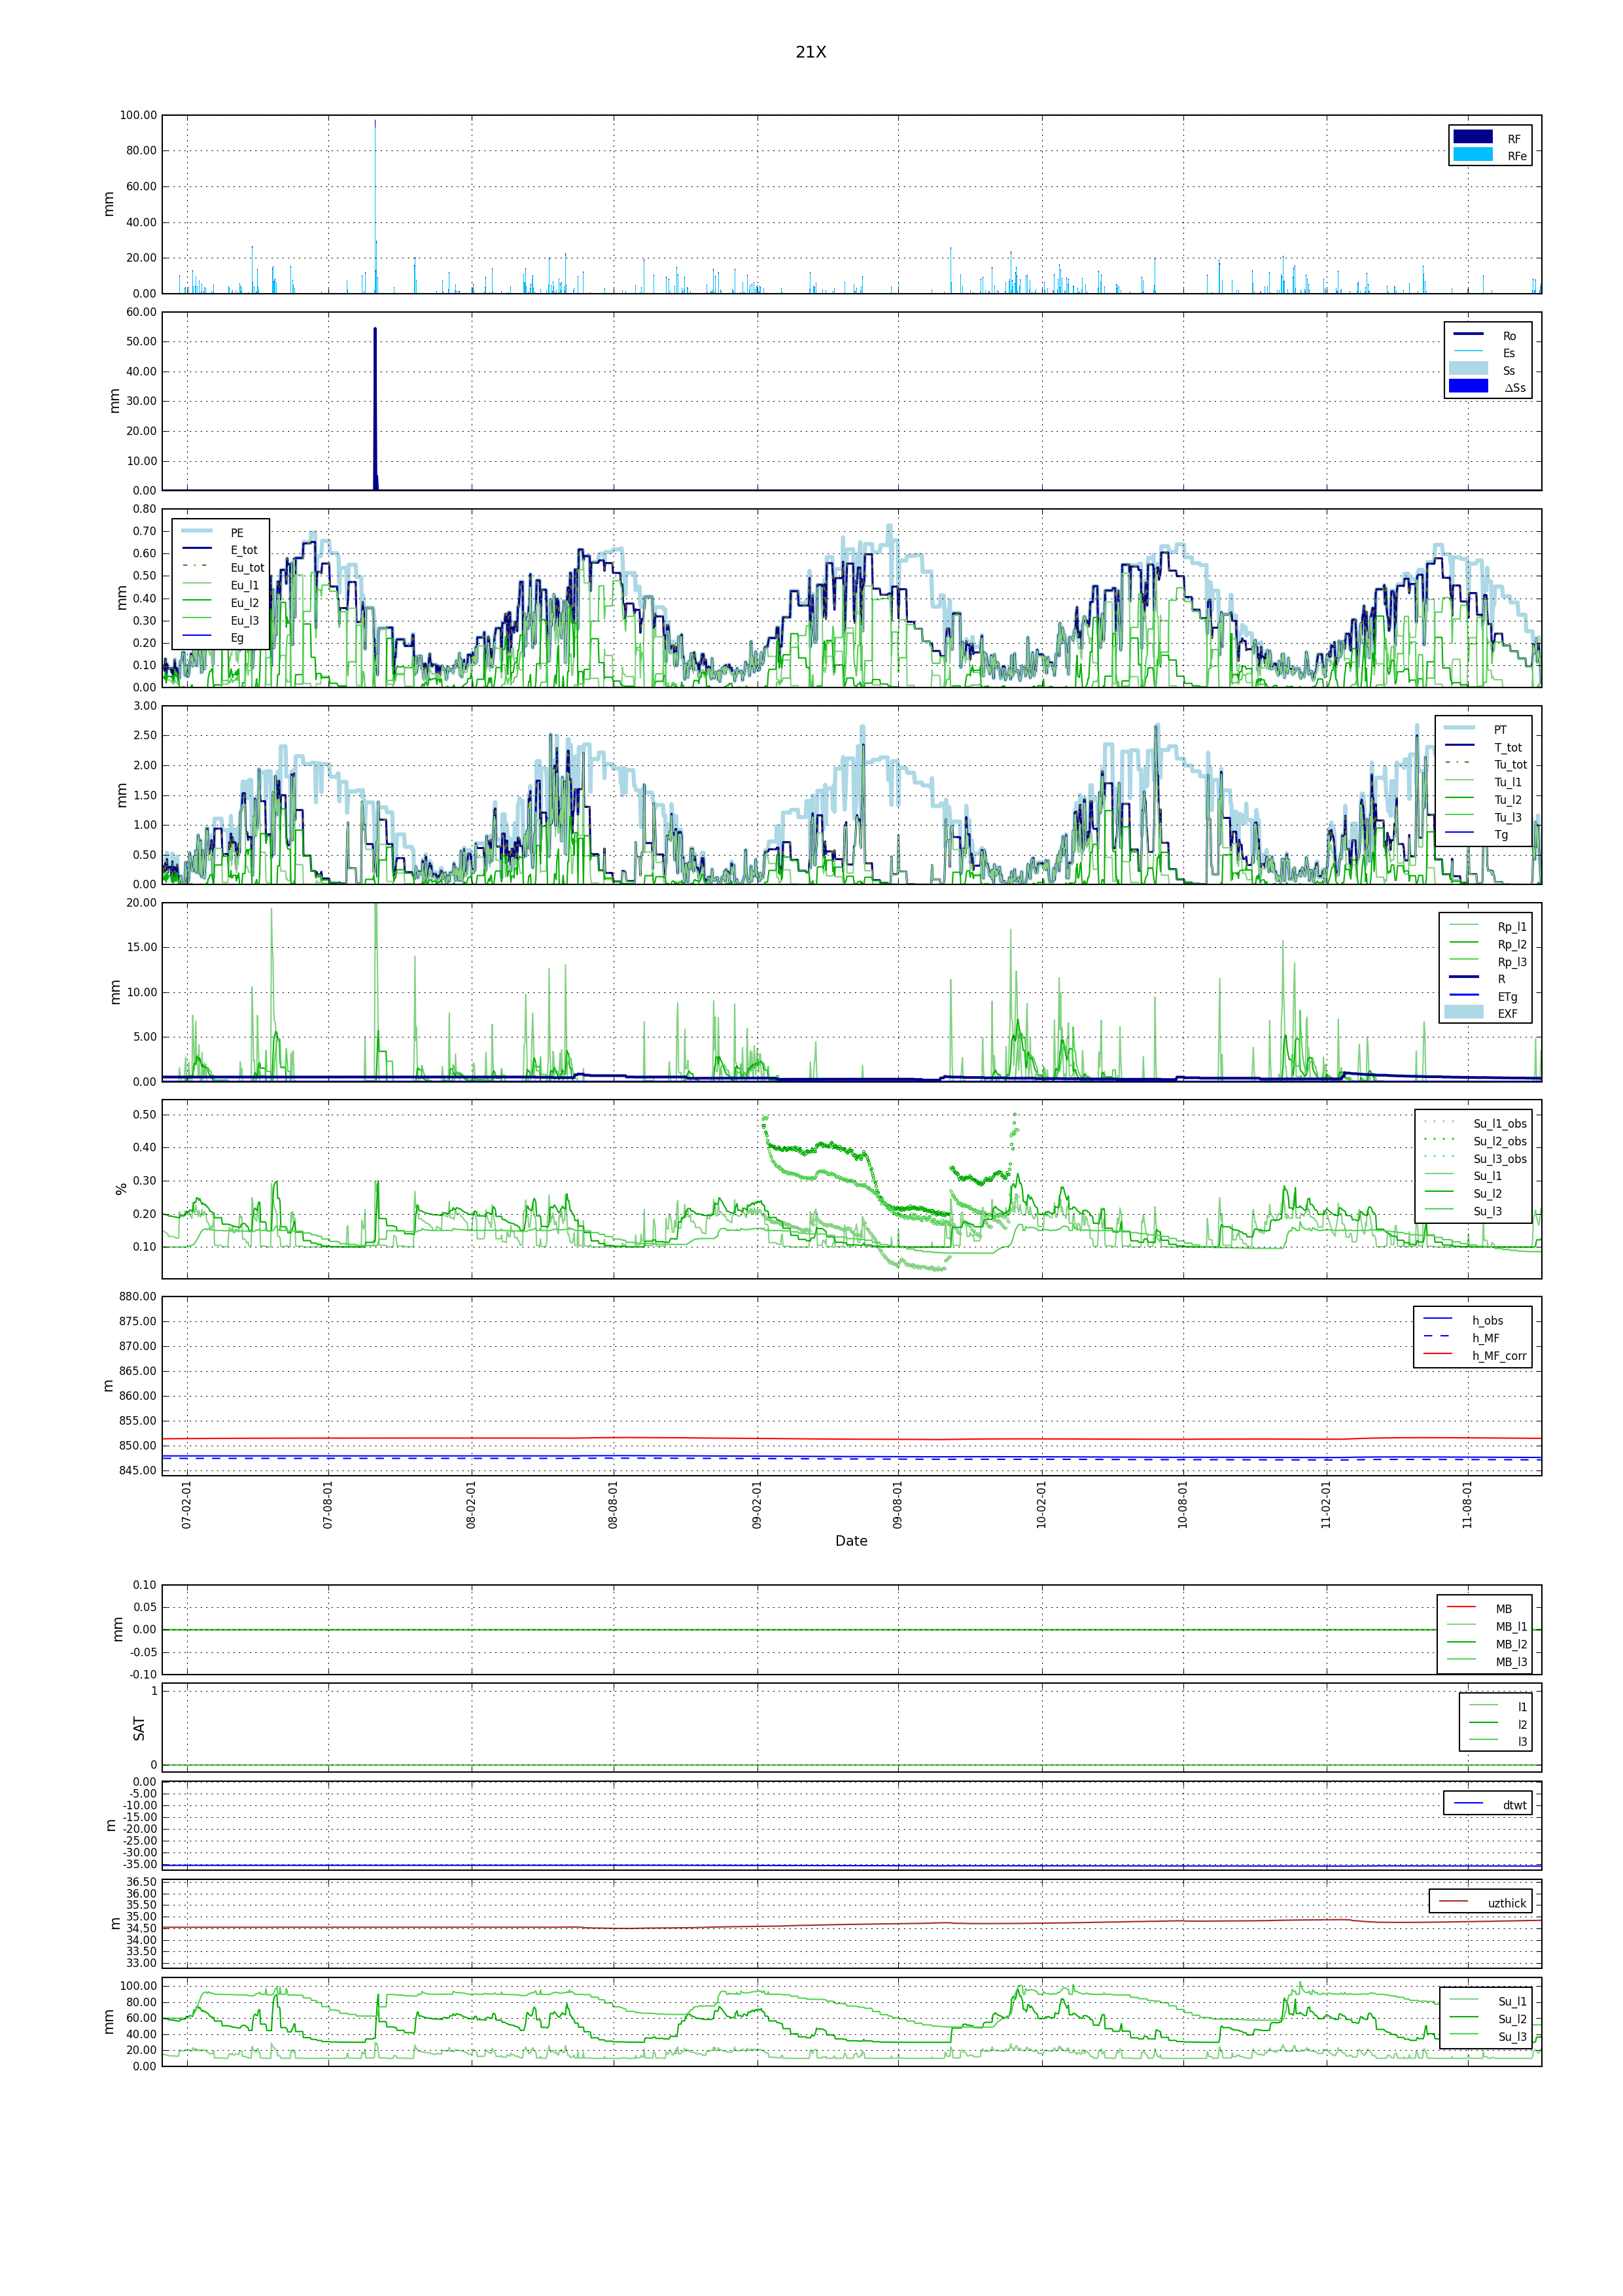 21X
100.00
80.00
60.00
40.00
20.00
0.00
mm
RF
RFe
60.00
50.00
40.00
30.00
20.00
10.00
0.00
mm
Ro
Es
Ss
ΔSs
0.80
0.70
0.60
0.50
0.40
0.30
0.20
0.10
0.00
mm
PE
E_tot
Eu_tot
Eu_l1
Eu_l2
Eu_l3
Eg
3.00
2.50
2.00
1.50
1.00
0.50
0.00
mm
PT
T_tot
Tu_tot
Tu_l1
Tu_l2
Tu_l3
Tg
20.00
15.00
10.00
5.00
0.00
mm
Rp_l1
Rp_l2
Rp_l3
R
ETg
EXF
0.50
0.40
0.30
0.20
0.10
%
Su_l1_obs
Su_l2_obs
Su_l3_obs
Su_l1
Su_l2
Su_l3
880.00
875.00
870.00
865.00
860.00
855.00
850.00
845.00
m
h_obs
h_MF
h_MF_corr
07-02-01
07-08-01
08-02-01
08-08-01
09-02-01
09-08-01
10-02-01
10-08-01
11-02-01
11-08-01
Date
0.10
0.05
0.00
-0.05
-0.10
mm
MB
MB_l1
MB_l2
MB_l3
1
0
SAT
l1
l2
l3
0.00
-5.00
-10.00
-15.00
-20.00
-25.00
-30.00
-35.00
m
dtwt
36.50
36.00
35.50
35.00
34.50
34.00
33.50
33.00
m
uzthick
100.00
80.00
60.00
40.00
20.00
0.00
mm
Su_l1
Su_l2
Su_l3